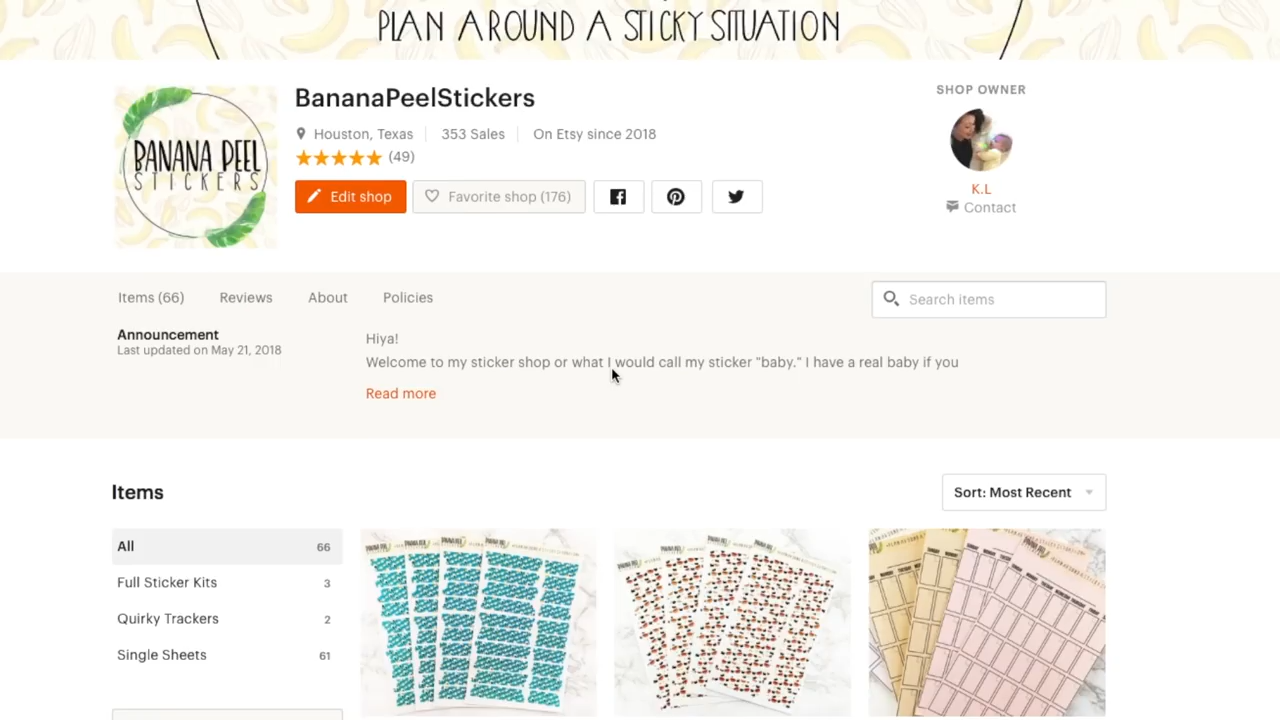 PLAN AROUND A STICKY SITUATION
BANANA PEEL
STICKERS
BananaPeelStickers
Houston, Texas
353 Sales
On Etsy since 2018
(49)
Edit shop
Favorite shop (176)
SHOP OWNER
K.L
Contact
Items (66)
Reviews
About
Policies
Search items
Announcement
Last updated on May 21, 2018
Hiya!
Welcome to my sticker shop or what I would call my sticker "baby." I have a real baby if you
Read more
Items
Sort: Most Recent
All 66
Full Sticker Kits 3
Quirky Trackers 2
Single Sheets 61